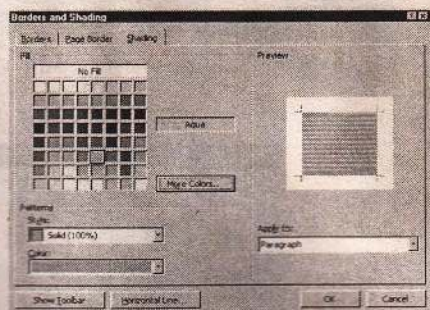 Borders and Shading
Borders
Page Border
Shading
Fill
No Fill
Aqua
More Colors...
Patterns
Style:
Solid (100%)
Color:
Preview
Apply to:
Paragraph
Show Toolbar
Horizontal Line...
OK
Cancel